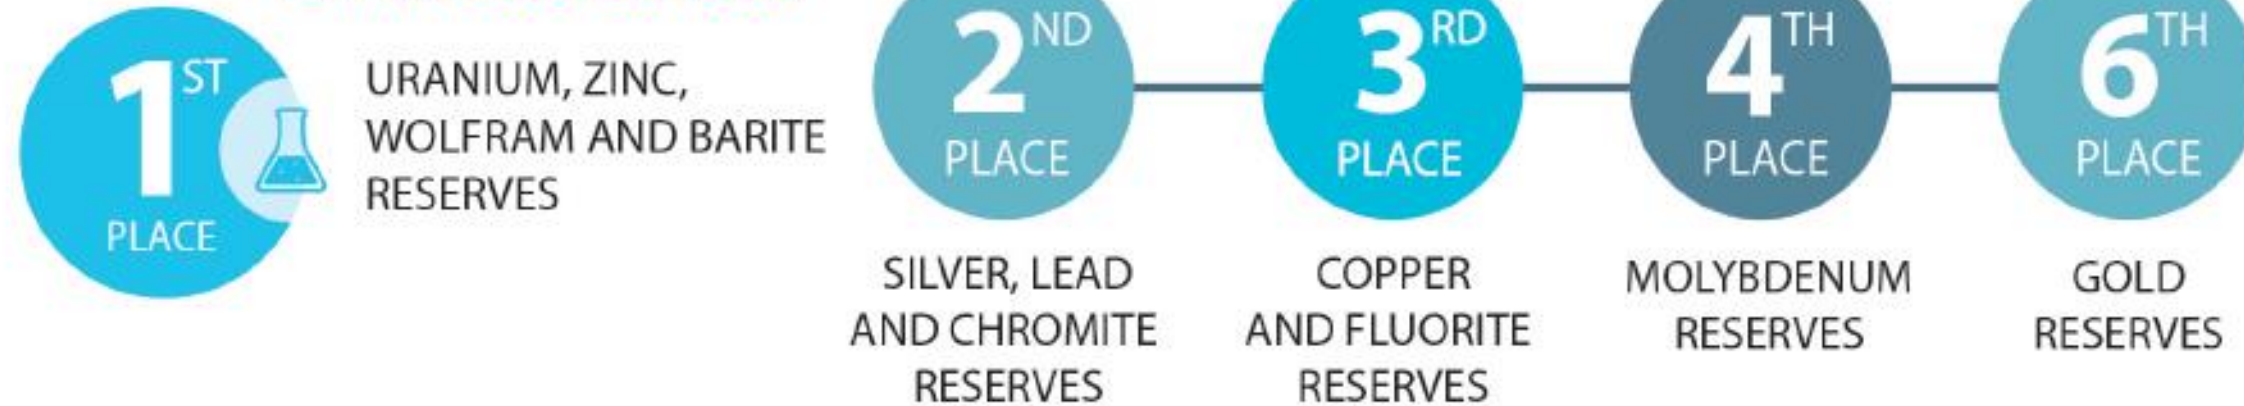 1ST
PLACE
URANIUM, ZINC,
WOLFRAM AND BARITE
RESERVES
2ND
PLACE
SILVER, LEAD
AND CHROMITE
RESERVES
3RD
PLACE
COPPER
AND FLUORITE
RESERVES
4TH
PLACE
MOLYBDENUM
RESERVES
6TH
PLACE
GOLD
RESERVES